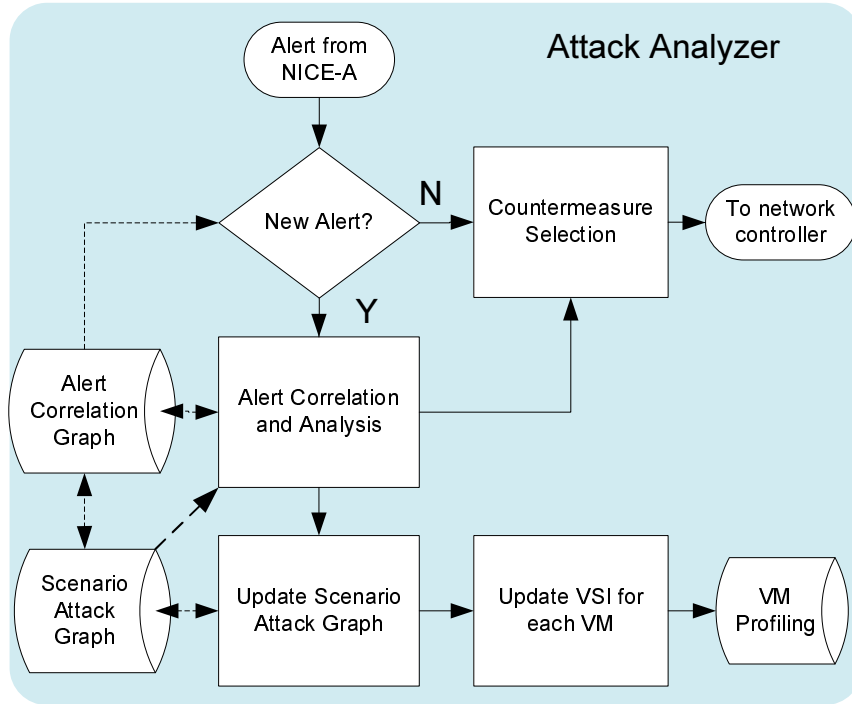 Alert from
NICE-A
Attack Analyzer
New Alert?
N
Countermeasure
Selection
To network
controller
Y
Alert
Correlation
Graph
Alert Correlation
and Analysis
Scenario
Attack
Graph
Update Scenario
Attack Graph
Update VSI for
each VM
VM
Profiling